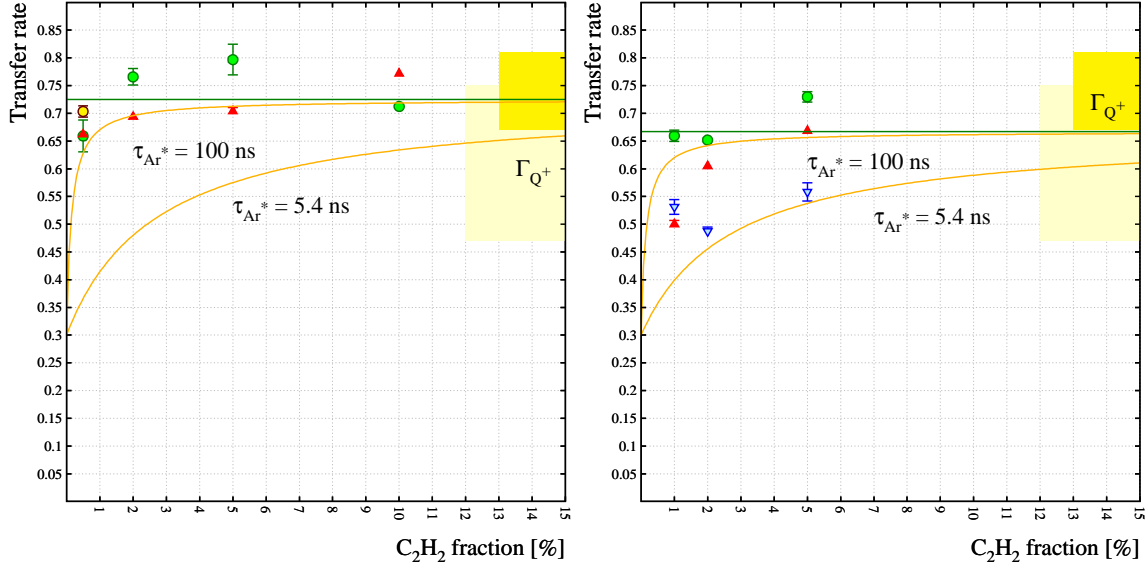 Transfer rate
0.85
0.8
0.75
0.7
0.65
0.6
0.55
0.5
0.45
0.4
0.35
0.3
0.25
0.2
0.15
0.1
0.05
τAr* = 100 ns
τAr* = 5.4 ns
ΓQ+
1 2 3 4 5 6 7 8 9 10 11 12 13 14 15
C₂H₂ fraction [%]
Transfer rate
0.85
0.8
0.75
0.7
0.65
0.6
0.55
0.5
0.45
0.4
0.35
0.3
0.25
0.2
0.15
0.1
0.05
ΓQ+
τAr* = 100 ns
τAr* = 5.4 ns
1 2 3 4 5 6 7 8 9 10 11 12 13 14 15
C₂H₂ fraction [%]